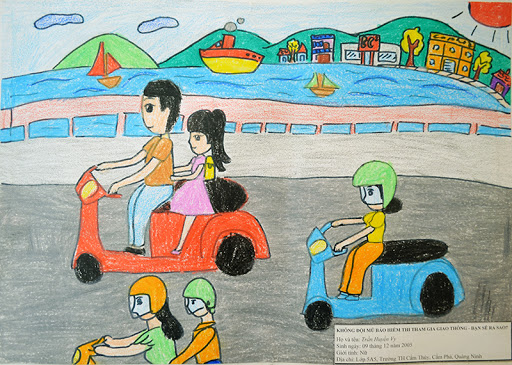 KHÔNG ĐỘI MŨ BẢO HIỂM THI THAM GIA GIAO THÔNG - BẠN SẼ RA SAO?
Họ và tên: Trần Huyền Vy
Sinh ngày: 09 tháng 12 năm 2005
Giới tính: Nữ
Địa chỉ: Lớp 5A5, Trường TH Cẩm Thủy, Cẩm Phả, Quảng Ninh